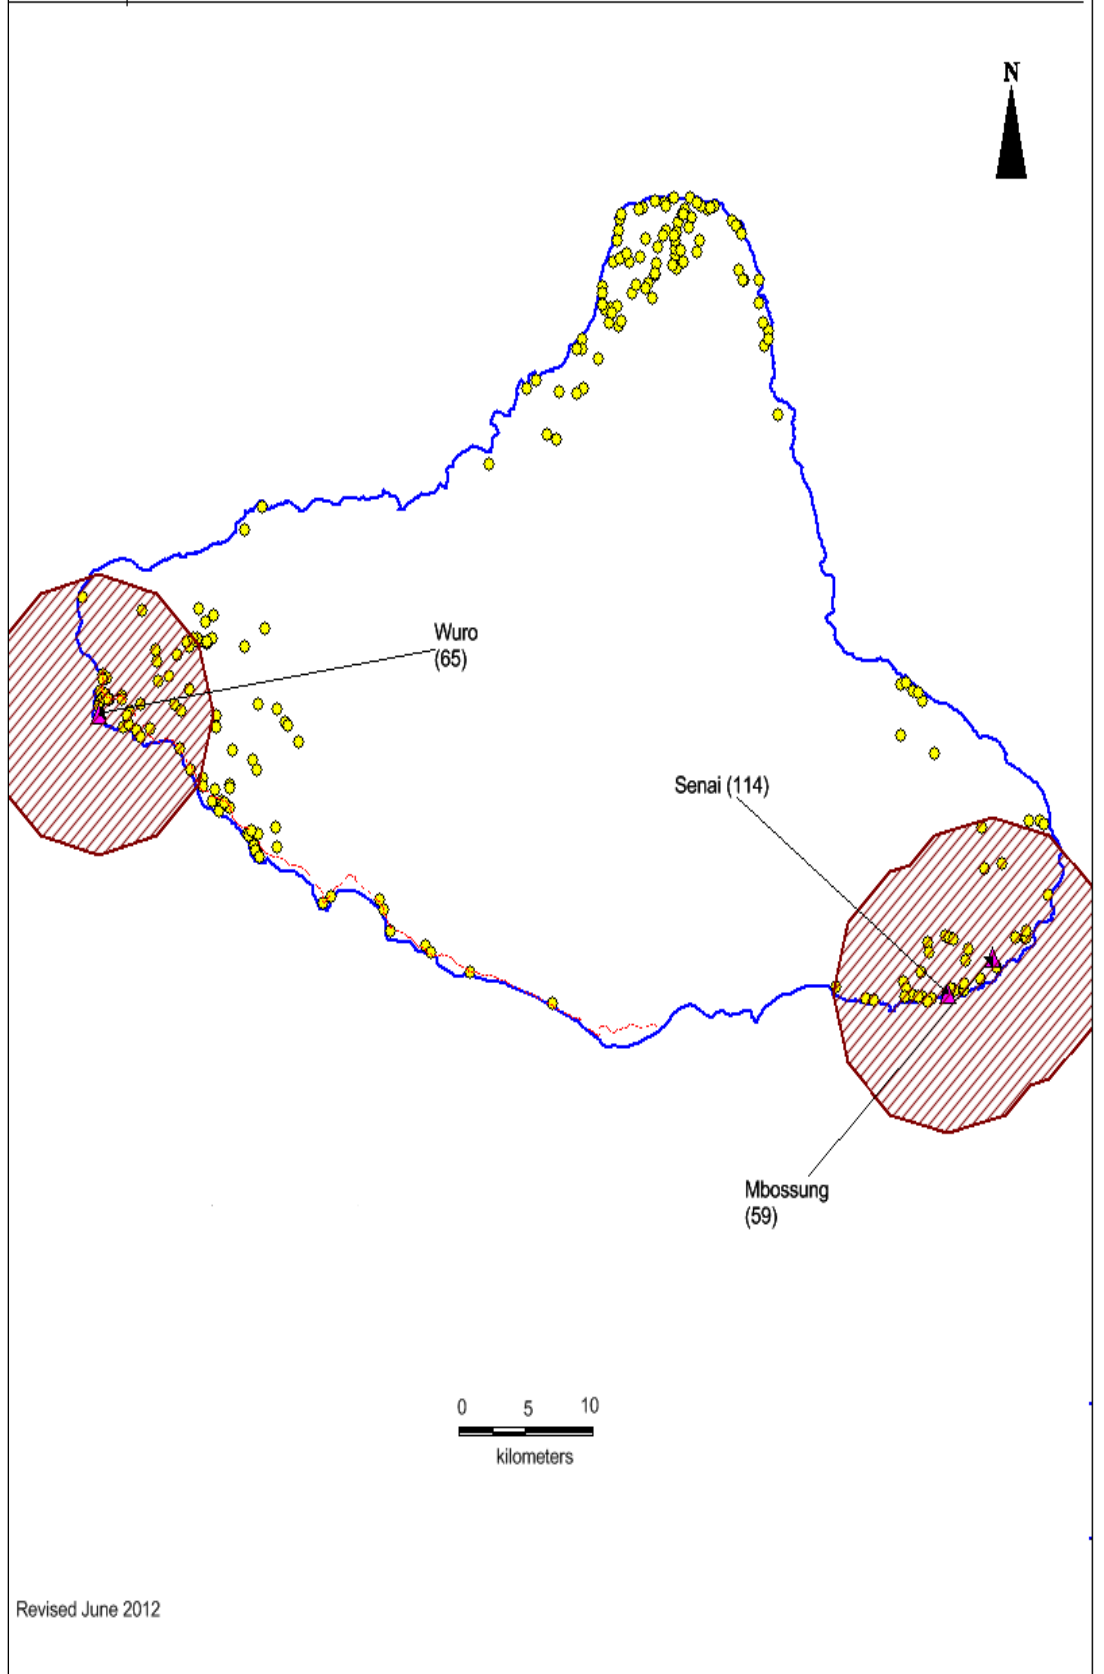 N
Wuro
(65)
Senai (114)
Mbossung
(59)
0 5 10
kilometers
Revised June 2012